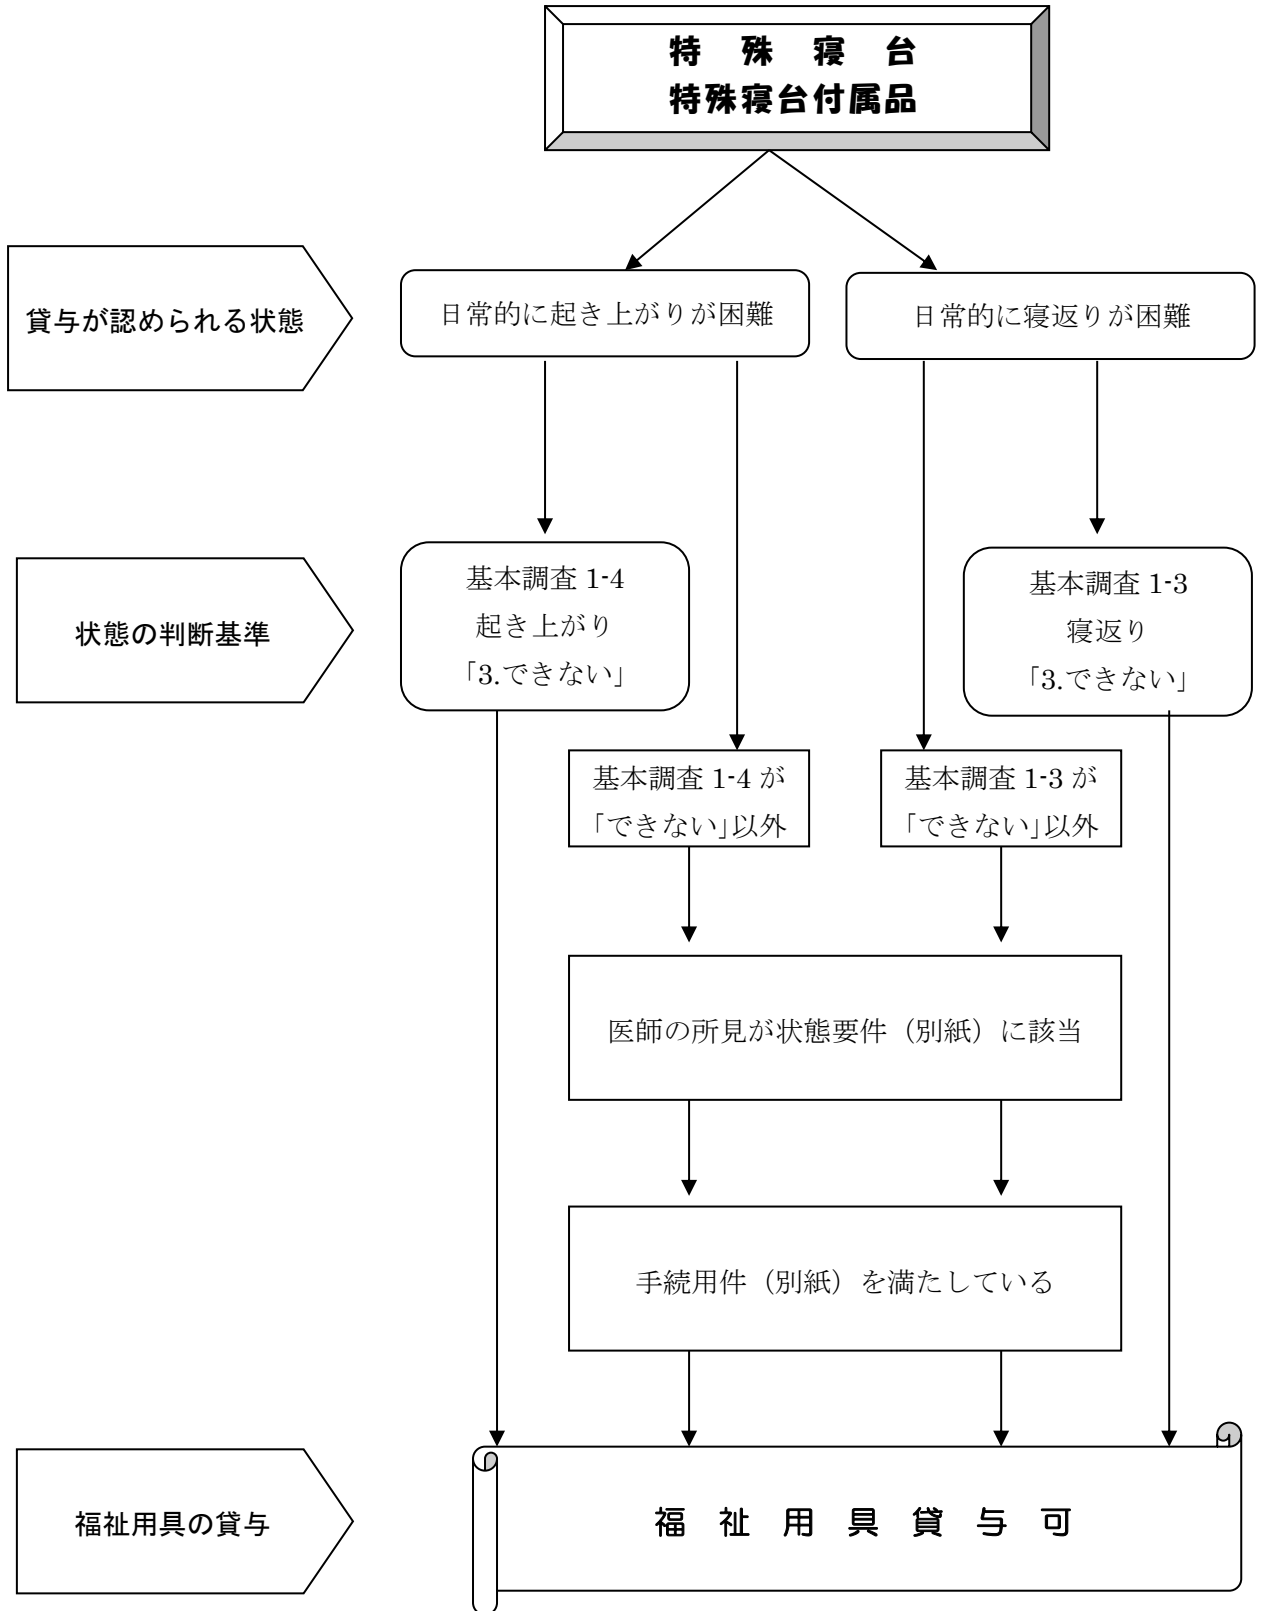 特殊寝台
特殊寝台付属品
貸与が認められる状態
日常的に起き上がりが困難
日常的に寝返りが困難
状態の判断基準
基本調査 1-4
起き上がり
「3.できない」
基本調査 1-3
寝返り
「3.できない」
基本調査 1-4 が
「できない」以外
基本調査 1-3 が
「できない」以外
医師の所見が状態要件（別紙）に該当
手続用件（別紙）を満たしている
福祉用具の貸与
福祉用具貸与可